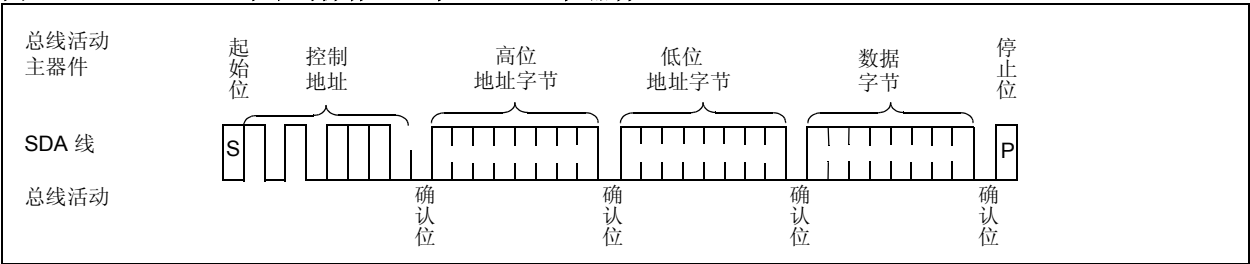 总线活动
主器件
起始位
控制
地址
高位
地址字节
低位
地址字节
数据
字节
停止位
SDA 线
S
P
总线活动
确认位
确认位
确认位
确认位